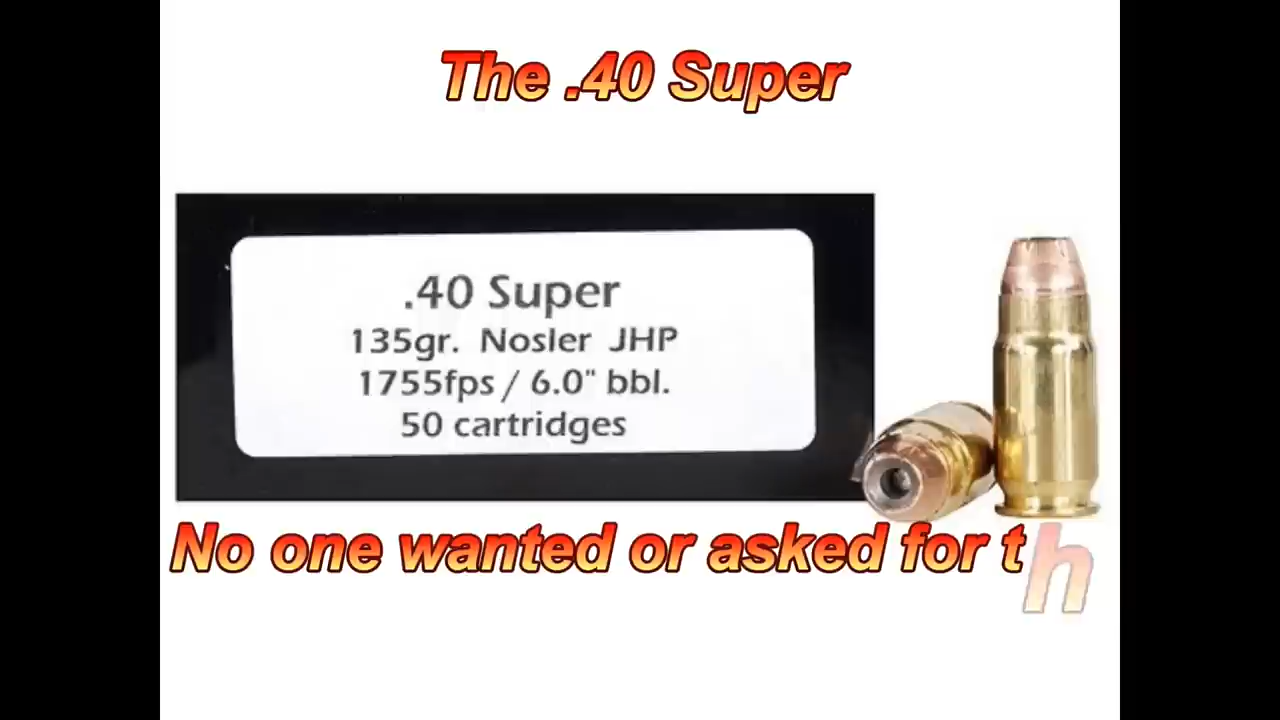 The .40 Super
.40 Super
135gr. Nosler JHP
1755fps / 6.0" bbl.
50 cartridges
No one wanted or asked for th